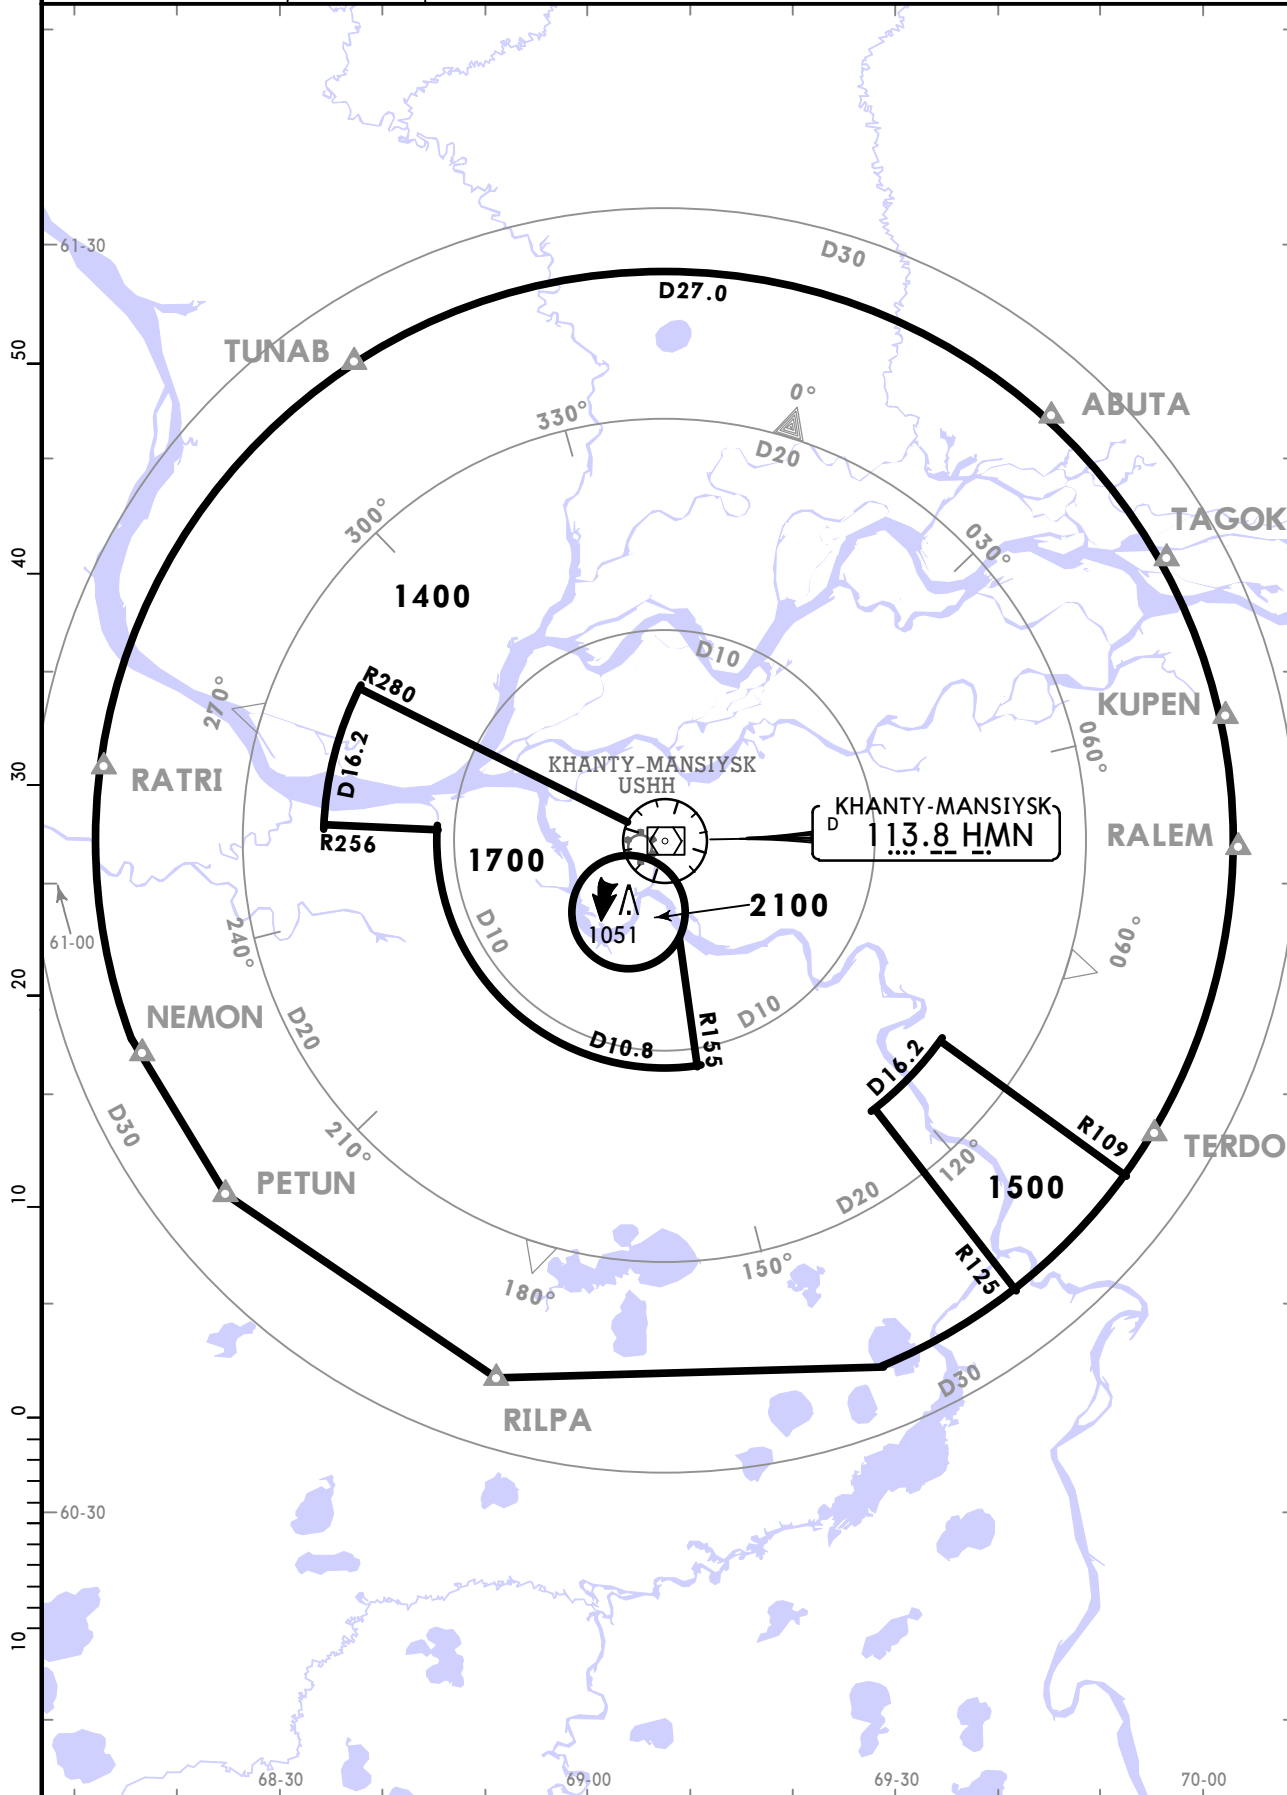 61-30
D30
D27.0
TUNAB
50
0°
ABUTA
330°
D20
TAGOK
300°
030°
40
1400
D10
R280
270°
KUPEN
060°
D16.2
KHANTY-MANSIYSK
USHH
30
RATRI
KHANTY-MANSIYSK
D 113.8 HMN
RALEM
R256
1700
2100
1051
D10
240°
61-00
090°
20
NEMON
D20
D10
D10.8
R155
D16.2
D30
210°
R109
TERDO
120°
PETUN
1500
10
D20
150°
R125
180°
D30
0
RILPA
60-30
10
68-30
69-00
69-30
70-00